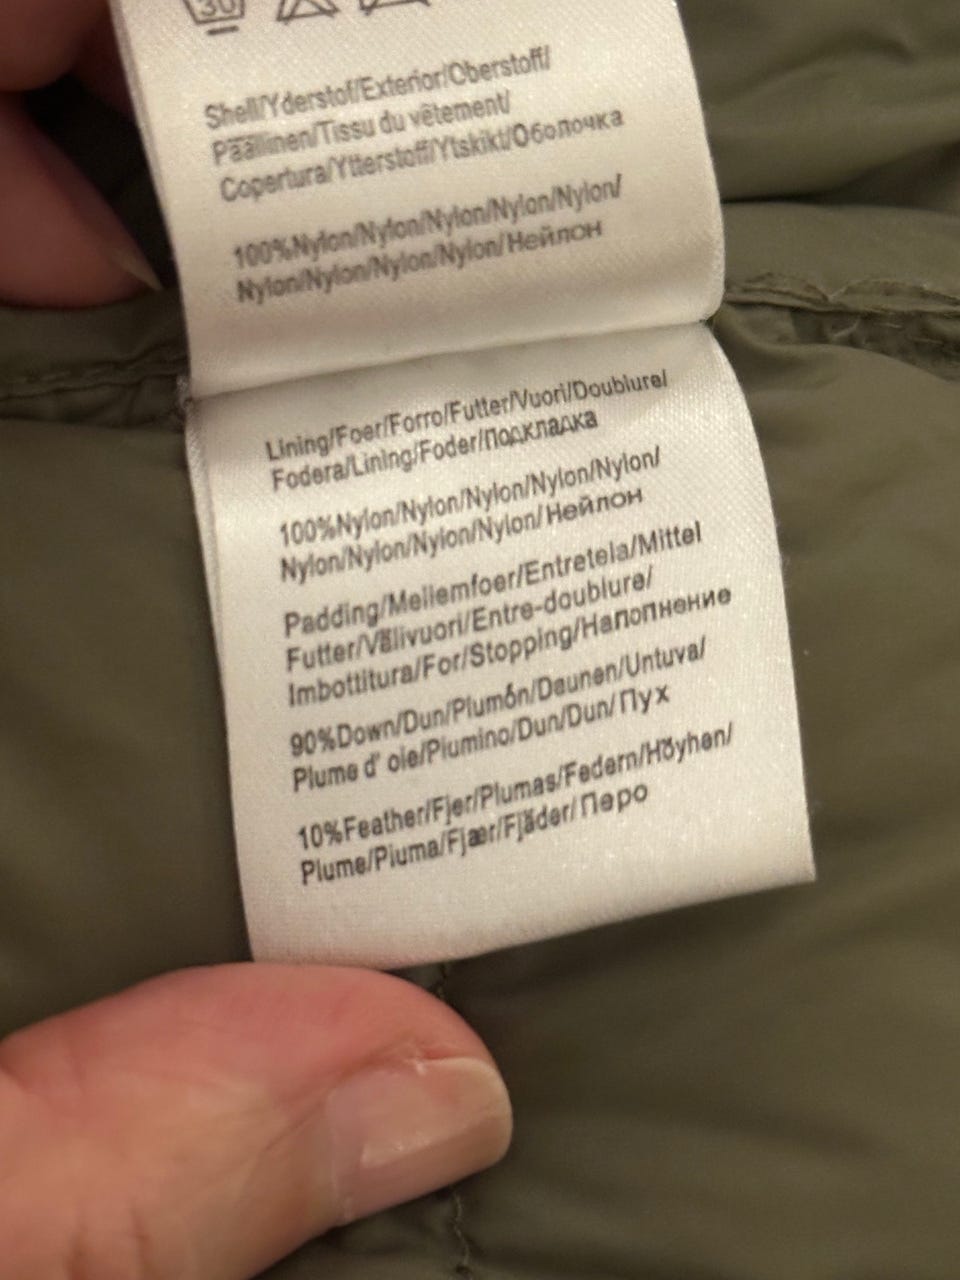 30
Shell/Yderstof/Exterior/Oberstoff/
Päällinen/Tissu du vêtement/
Copertura/Ytterstoff/Ytskikt/Оболочка
100%Nylon/Nylon/Nylon/Nylon/Nylon/
Nylon/Nylon/Nylon/Nylon/Нейлон
Lining/Foer/Forro/Futter/Vuori/Doublure/
Fodera/Lining/Foder/Подкладка
100%Nylon/Nylon/Nylon/Nylon/Nylon/
Nylon/Nylon/Nylon/Nylon/Нейлон
Padding/Mellemfoer/Entretela/Mittel
Futter/Välivuori/Entre-doublure/
Imbottitura/For/Stopping/Наполнение
90%Down/Dun/Plumón/Daunen/Untuva/
Plume d' oie/Piumino/Dun/Dun/Пух
10%Feather/Fjer/Plumas/Federn/Höyhen/
Plume/Piuma/Fjær/Fjäder/Перо